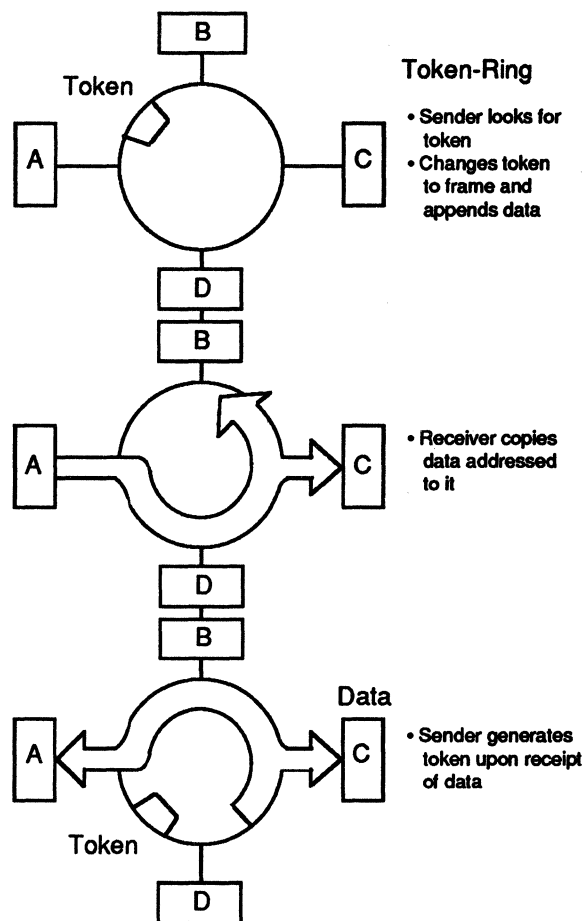 B
Token-Ring
Token
A
C
• Sender looks for
token
• Changes token
to frame and
appends data
D
B
A
C
• Receiver copies
data addressed
to it
D
B
Data
A
C
• Sender generates
token upon receipt
of data
Token
D